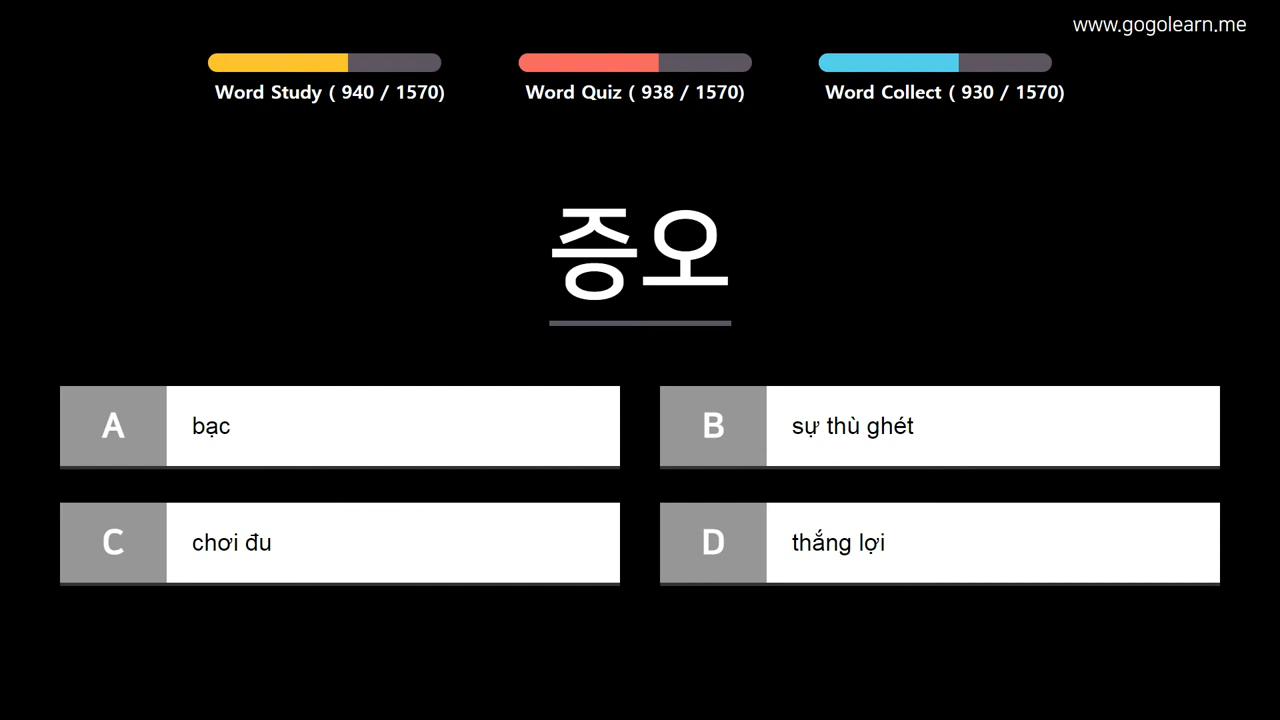 www.gogolearn.me
Word Study ( 940 / 1570)
Word Quiz ( 938 / 1570)
Word Collect ( 930 / 1570)
증오
A bạc
B sự thù ghét
C chơi đu
D thắng lợi